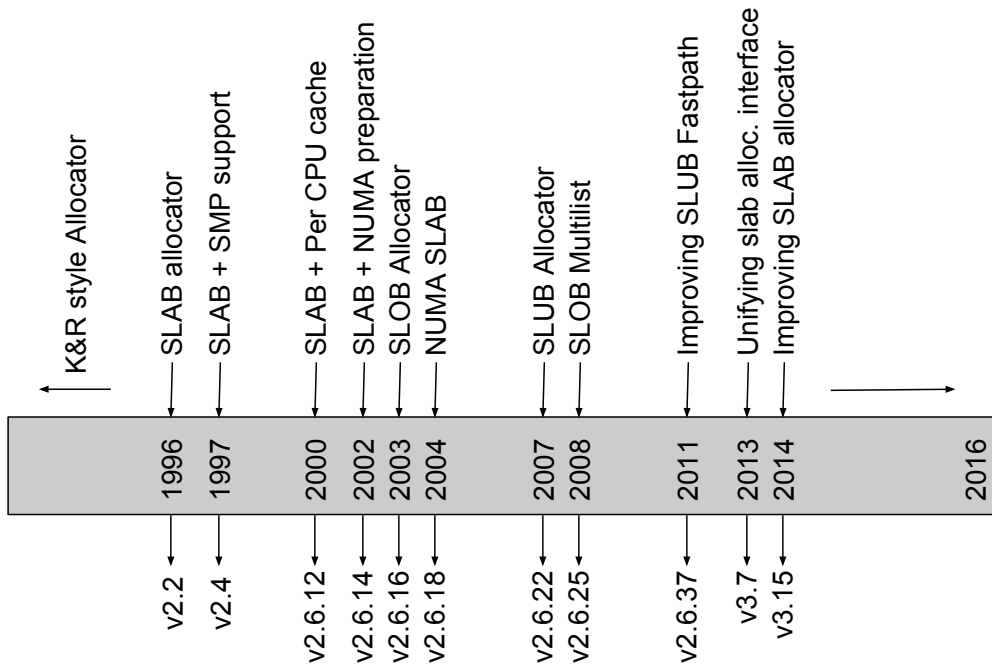 K&R style Allocator
SLAB allocator
SLAB + SMP support
SLAB + Per CPU cache
SLAB + NUMA preparation
SLOB Allocator
NUMA SLAB
SLUB Allocator
SLOB Multilist
Improving SLUB Fastpath
Unifying slab alloc. interface
Improving SLAB allocator
1996
1997
2000
2002
2003
2004
2007
2008
2011
2013
2014
2016
v2.2
v2.4
v2.6.12
v2.6.14
v2.6.16
v2.6.18
v2.6.22
v2.6.25
v2.6.37
v3.7
v3.15